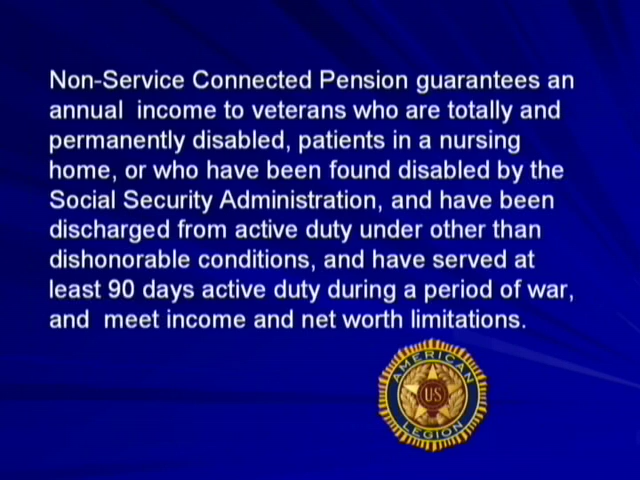 Non-Service Connected Pension guarantees an
annual income to veterans who are totally and
permanently disabled, patients in a nursing
home, or who have been found disabled by the
Social Security Administration, and have been
discharged from active duty under other than
dishonorable conditions, and have served at
least 90 days active duty during a period of war,
and meet income and net worth limitations.
AMERICAN
US
LEGION